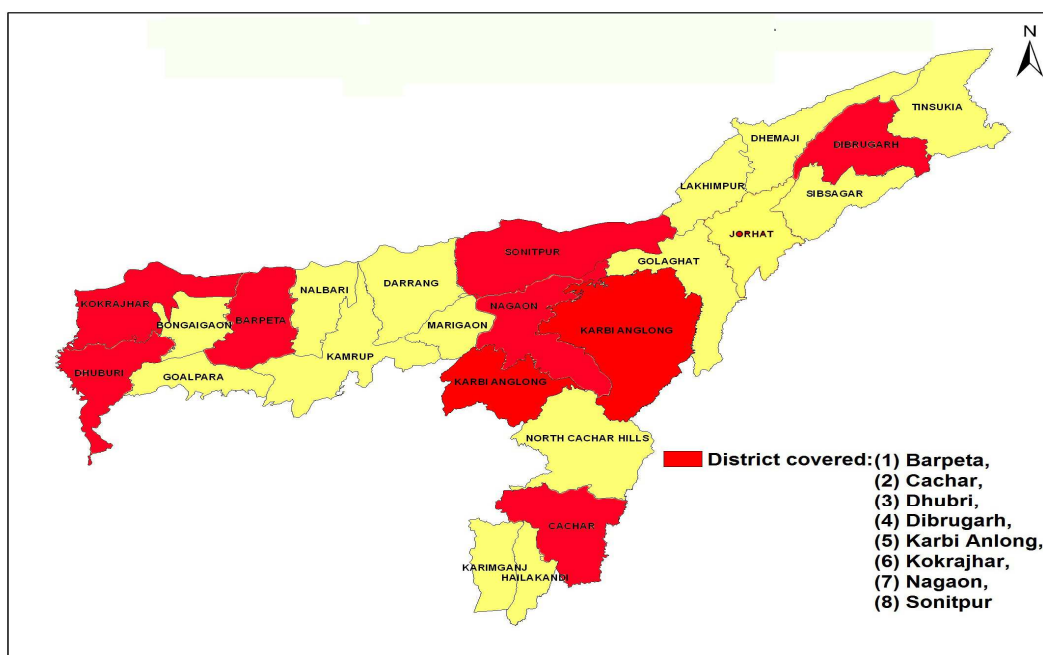 N
TINSUKIA
DHEMAJI
DIBRUGARH
LAKHIMPUR
SIBSAGAR
JORHAT
SONITPUR
GOLAGHAT
DARRANG
NALBARI
KOKRAJHAR
NAGAON
BARPETA
BONGAIGAON
MARIGAON
KARBI ANGLONG
KAMRUP
DHUBURI
GOALPARA
KARBI ANGLONG
NORTH CACHAR HILLS
District covered: (1) Barpeta,
(2) Cachar,
(3) Dhubri,
(4) Dibrugarh,
(5) Karbi Anlong,
(6) Kokrajhar,
(7) Nagaon,
(8) Sonitpur
CACHAR
KARIMGANJ
HAILAKANDI